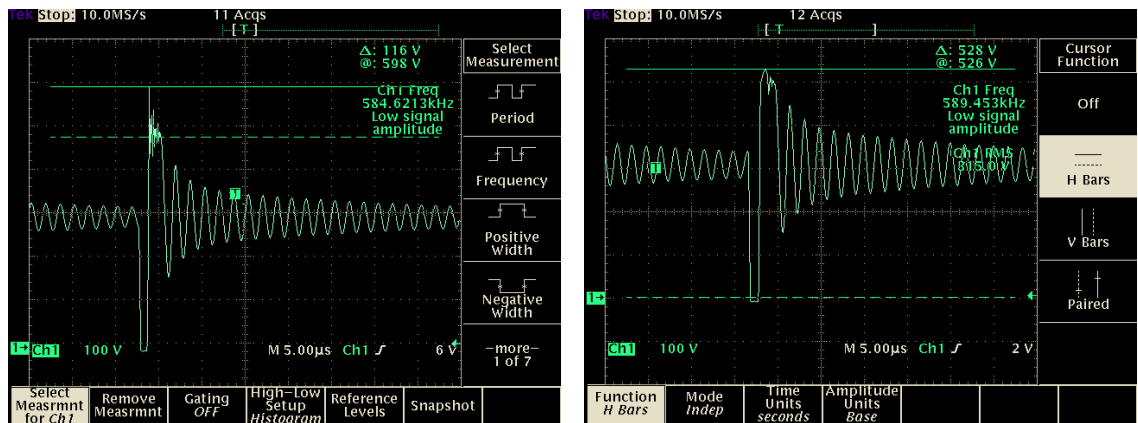 Tek Stop: 10.0MS/s 11 Acqs
[ T ]
Δ: 116 V
@: 598 V
Ch1 Freq
584.6213kHz
Low signal
amplitude
T
1→
Ch1 100 V M 5.00µs Ch1 6 V
Select
Measurement
Period
Frequency
Positive
Width
Negative
Width
—more—
1 of 7
Select
Measrmnt
for Ch1
Remove
Measrmnt
Gating
OFF
High–Low
Setup
Histogram
Reference
Levels
Snapshot
Tek Stop: 10.0MS/s 12 Acqs
[ T ]
Δ: 528 V
@: 526 V
Ch1 Freq
589.453kHz
Low signal
amplitude
Ch1 RMS
T
1→
Ch1 100 V M 5.00µs Ch1 2 V
Cursor
Function
Off
H Bars
V Bars
Paired
Function
H Bars
Mode
Indep
Time
Units
seconds
Amplitude
Units
Base